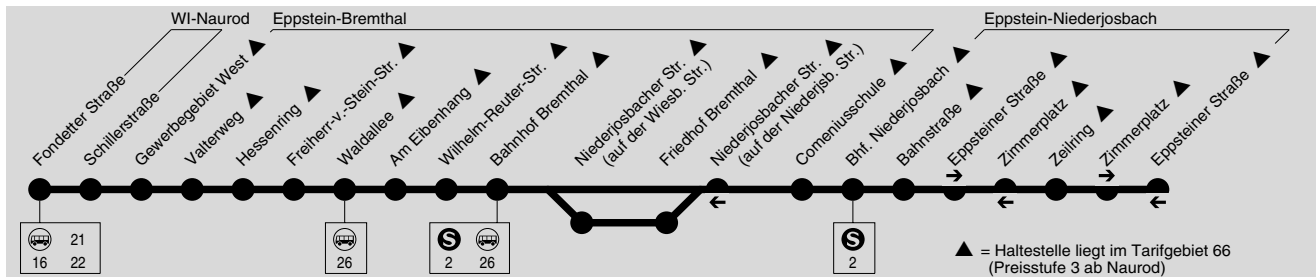 WI-Naurod
Eppstein-Bremthal
Eppstein-Niederjosbach
Fondetter Straße
Schillerstraße
Gewerbegebiet West ▲
Valterweg ▲
Hessenring ▲
Freiherr-v.-Stein-Str. ▲
Waldallee ▲
Am Eibenhang ▲
Wilhelm-Reuter-Str. ▲
Bahnhof Bremthal ▲
Niederjosbacher Str. ▲
(auf der Wiesb. Str.)
Friedhof Bremthal ▲
Niederjosbacher Str. ▲
(auf der Niederjsb. Str.)
Comeniusschule ▲
Bhf. Niederjosbach ▲
Bahnstraße ▲
Eppsteiner Straße ▲
Zimmerplatz ▲
Zeilring ▲
Zimmerplatz ▲
Eppsteiner Straße ▲
→
←
→
←
←
21
16 22
26
S
2 26
S
2
▲ = Haltestelle liegt im Tarifgebiet 66
(Preisstufe 3 ab Naurod)